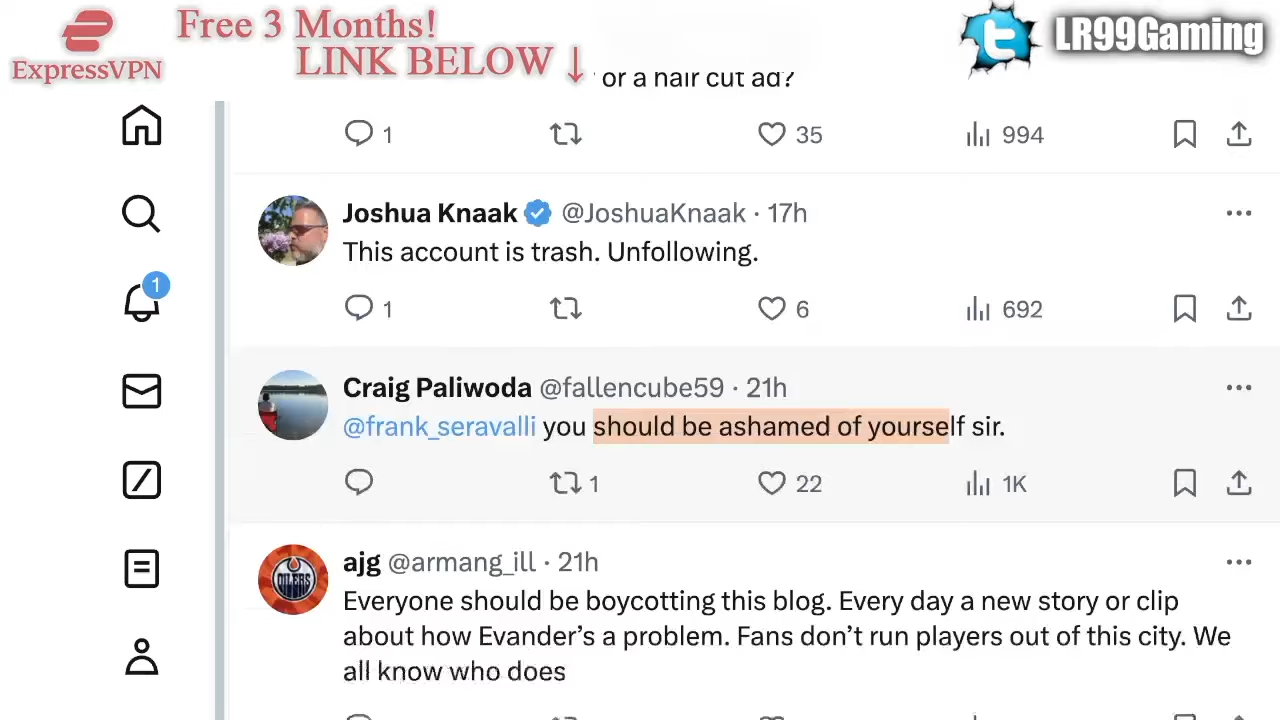 Free 3 Months!
LINK BELOW ↓
ExpressVPN
LR99Gaming
or a hair cut ad?
1
35
994
Joshua Knaak @JoshuaKnaak · 17h
This account is trash. Unfollowing.
1
6
692
1
Craig Paliwoda @fallencube59 · 21h
@frank_seravalli you should be ashamed of yourself sir.
1
22
1K
ajg @armang_ill · 21h
OILERS
Everyone should be boycotting this blog. Every day a new story or clip
about how Evander’s a problem. Fans don’t run players out of this city. We
all know who does